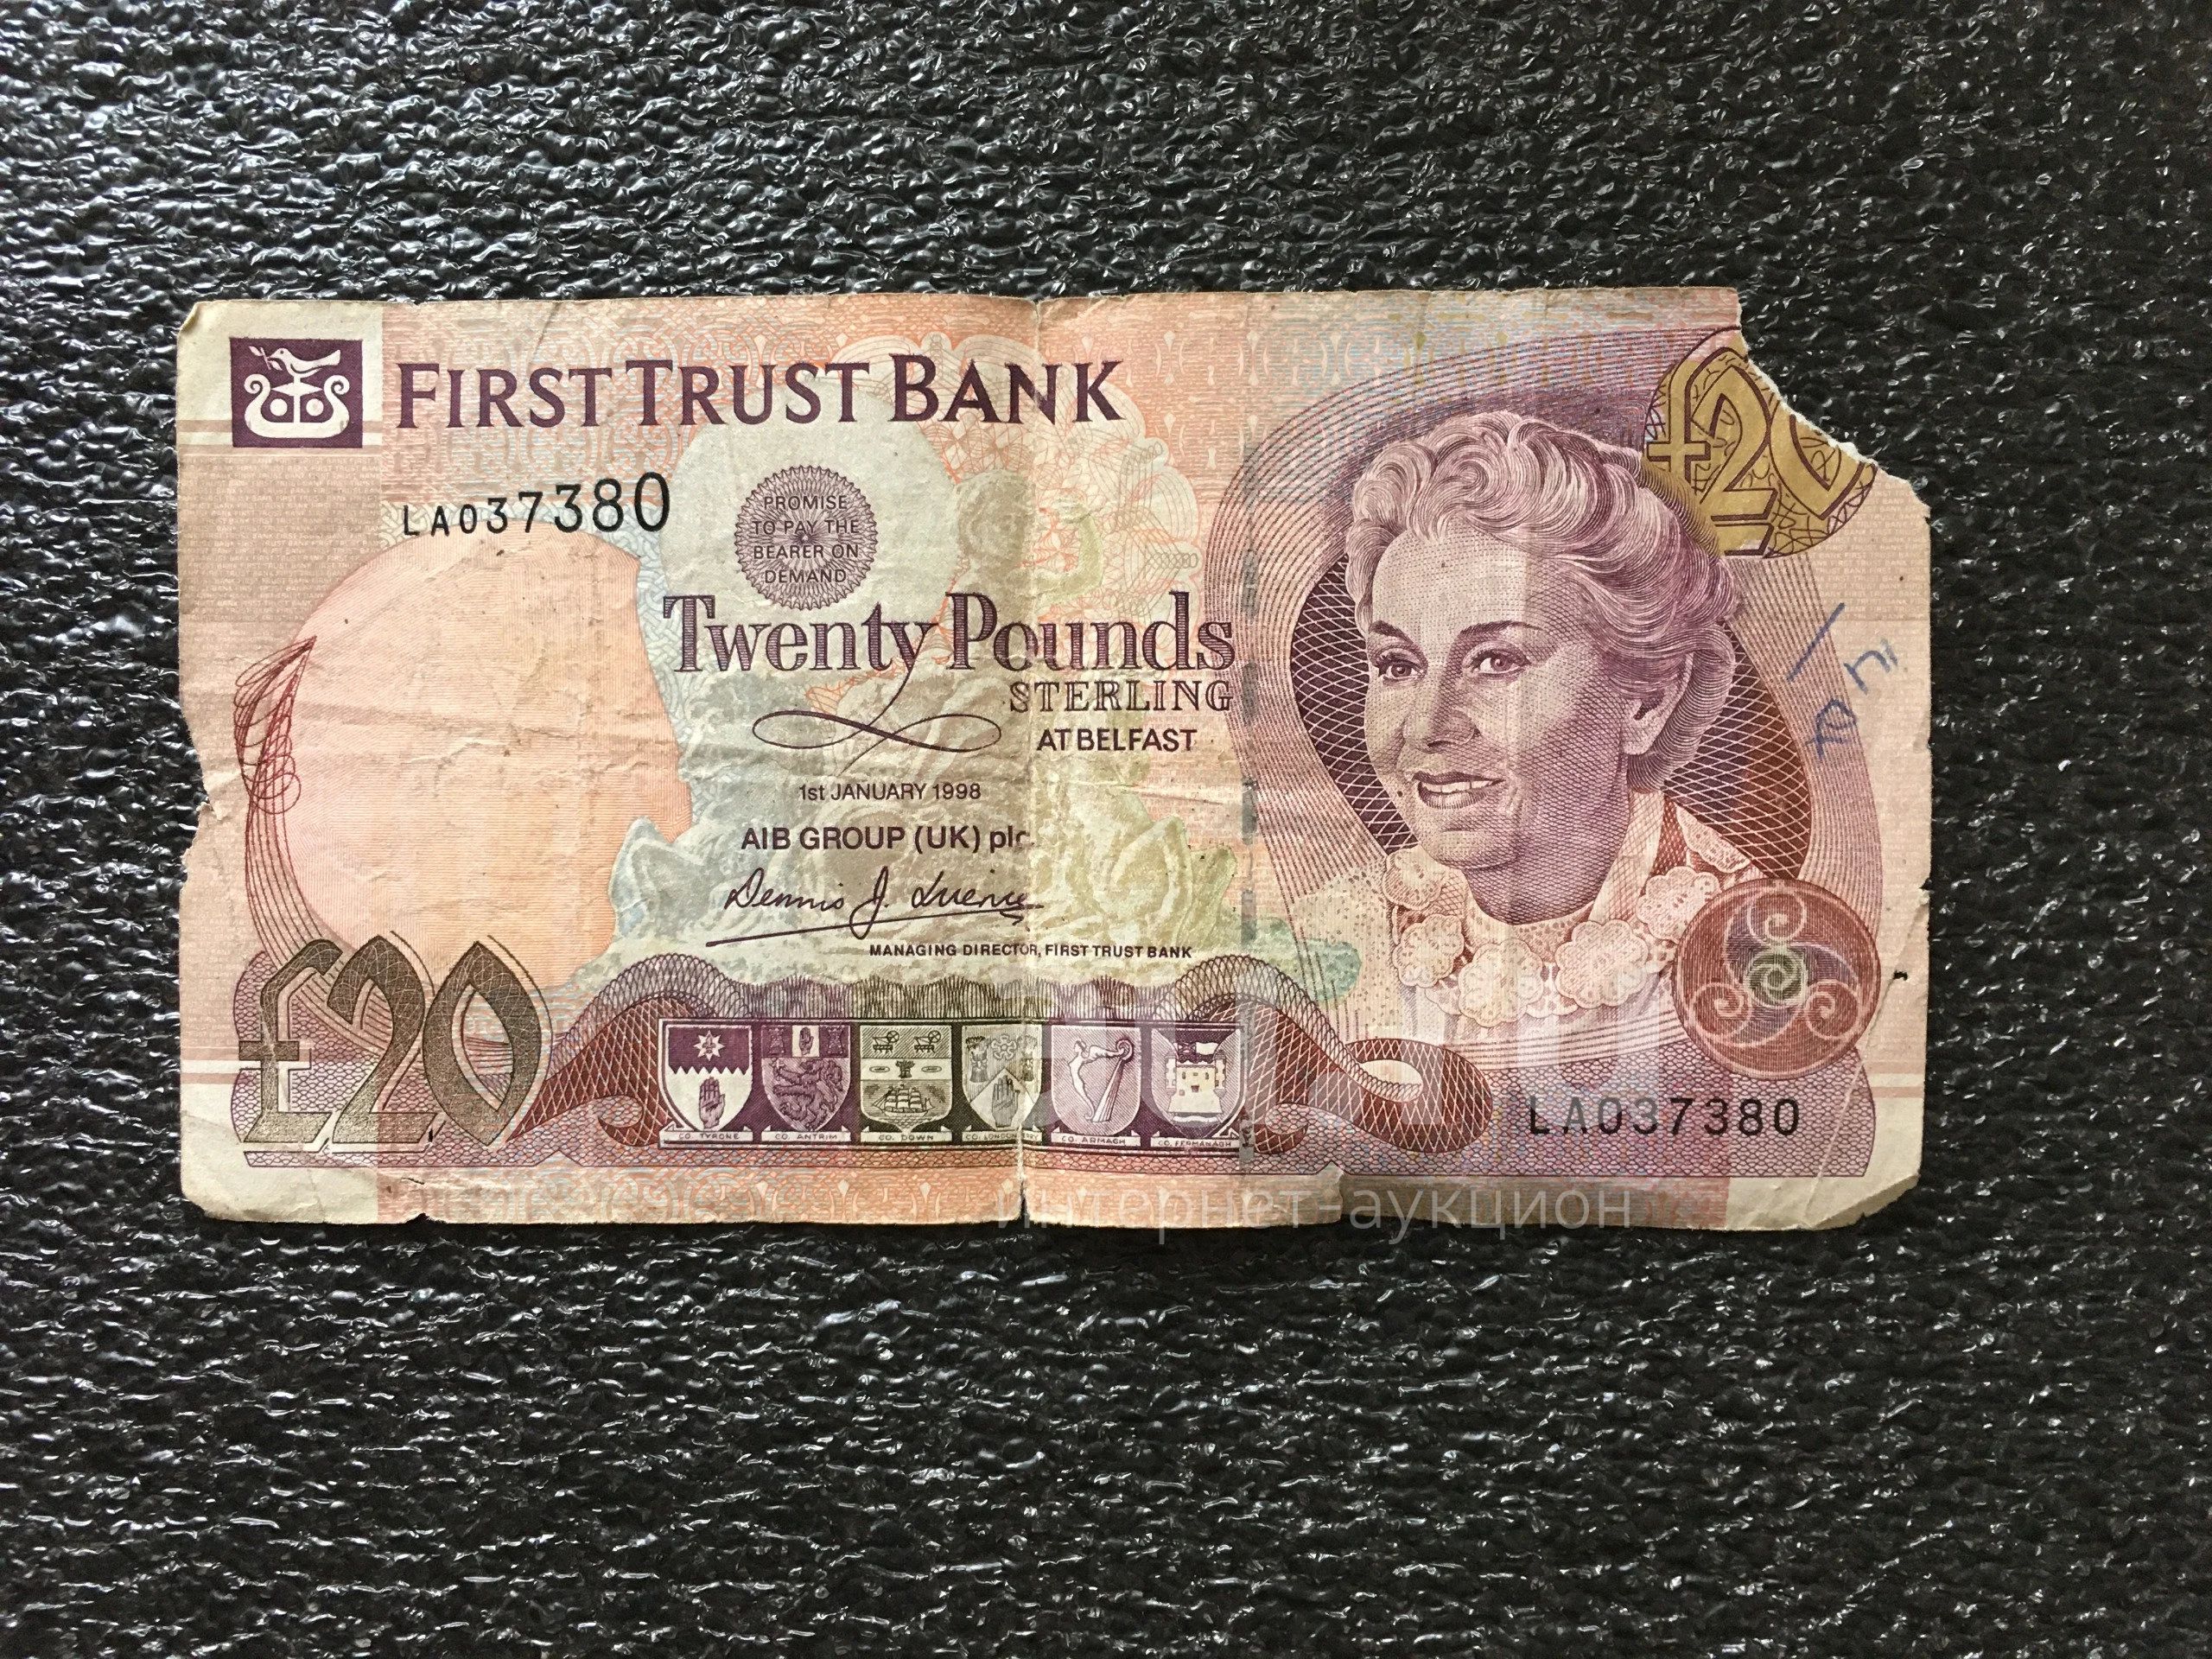 FIRST TRUST BANK
£20
LA037380
PROMISE
TO PAY THE
BEARER ON
DEMAND
Twenty Pounds
STERLING
AT BELFAST
1st JANUARY 1998
AIB GROUP (UK) plc.
MANAGING DIRECTOR, FIRST TRUST BANK
£20
CO. TYRONE
CO. ANTRIM
CO. DOWN
CO. LONDONDERRY
CO. ARMAGH
CO. FERMANAGH
LA037380
интернет-аукцион